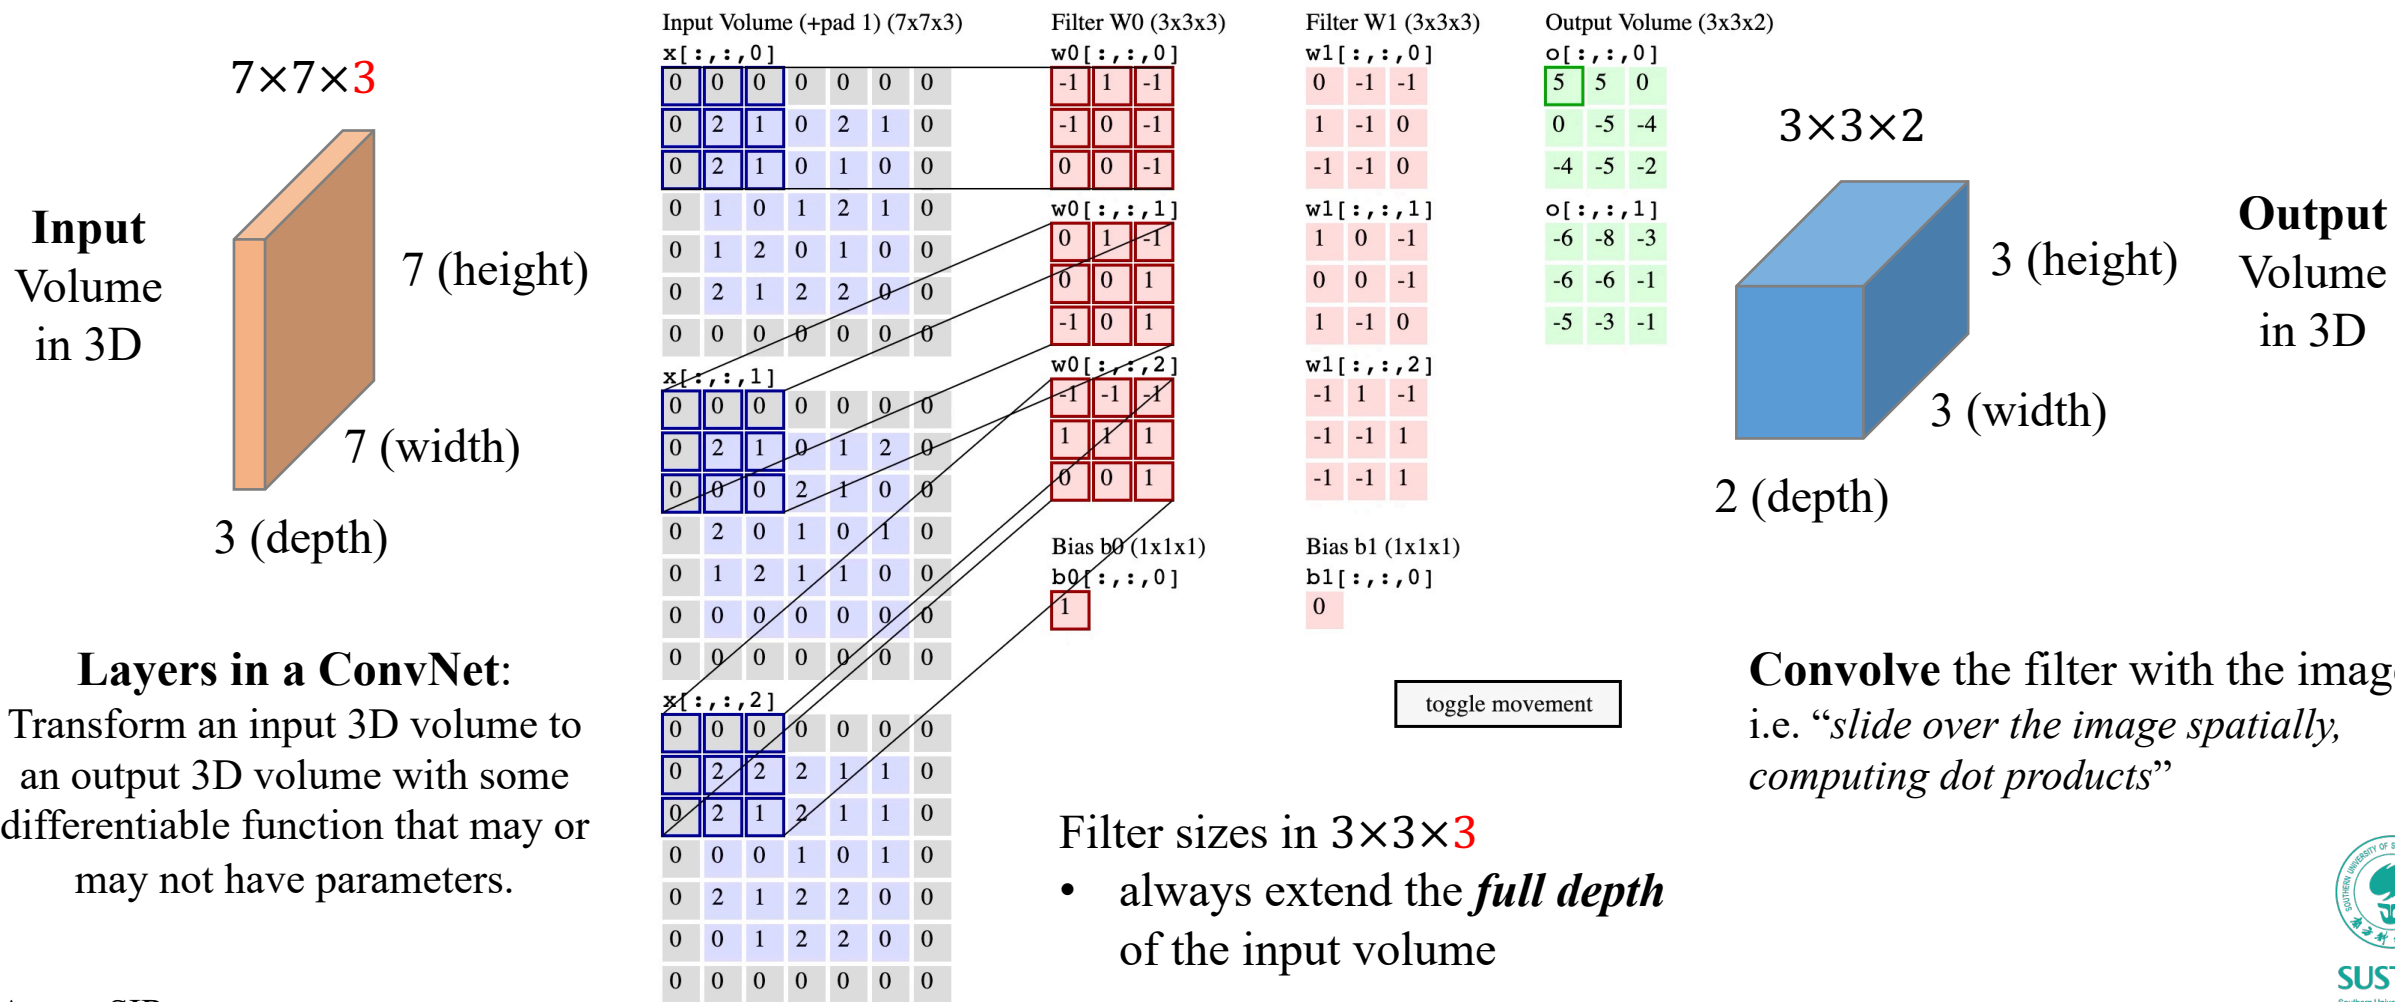 7×7×3
Input
Volume
in 3D
7 (height)
7 (width)
3 (depth)
Layers in a ConvNet:
Transform an input 3D volume to
an output 3D volume with some
differentiable function that may or
may not have parameters.
Input Volume (+pad 1) (7x7x3)
x[:,:,0]
0 0 0 0 0 0 0
0 2 1 0 2 1 0
0 2 1 0 1 0 0
0 1 0 1 2 1 0
0 1 2 0 1 0 0
0 2 1 2 2 0 0
0 0 0 0 0 0 0
x[:,:,1]
0 0 0 0 0 0 0
0 2 1 0 1 2 0
0 0 0 2 1 0 0
0 2 0 1 0 1 0
0 1 2 1 1 0 0
0 0 0 0 0 0 0
0 0 0 0 0 0 0
x[:,:,2]
0 0 0 0 0 0 0
0 2 2 2 1 1 0
0 2 1 2 1 1 0
0 0 0 1 0 1 0
0 2 1 2 2 0 0
0 0 1 2 2 0 0
0 0 0 0 0 0 0
Filter W0 (3x3x3)
w0[:,:,0]
-1 1 -1
-1 0 -1
0 0 -1
w0[:,:,1]
0 1 -1
0 0 1
-1 0 1
w0[:,:,2]
-1 -1 -1
1 1 1
0 0 1
Bias b0 (1x1x1)
b0[:,:,0]
1
Filter W1 (3x3x3)
w1[:,:,0]
0 -1 -1
1 -1 0
-1 -1 0
w1[:,:,1]
1 0 -1
0 0 -1
1 -1 0
w1[:,:,2]
-1 1 -1
-1 -1 1
-1 -1 1
Bias b1 (1x1x1)
b1[:,:,0]
0
Output Volume (3x3x2)
o[:,:,0]
5 5 0
0 -5 -4
-4 -5 -2
o[:,:,1]
-6 -8 -3
-6 -6 -1
-5 -3 -1
toggle movement
Filter sizes in 3×3×3
• always extend the full depth
of the input volume
3×3×2
3 (height)
3 (width)
2 (depth)
Output
Volume
in 3D
Convolve the filter with the image
i.e. “slide over the image spatially,
computing dot products”
SUST